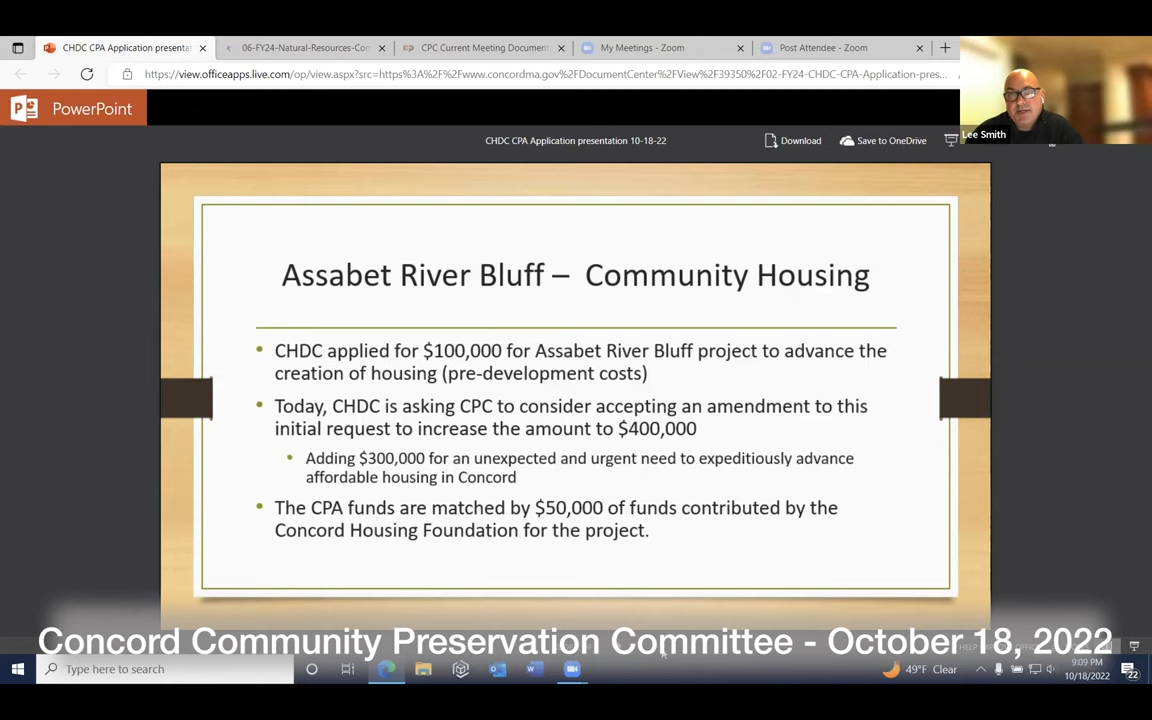 CHDC CPA Application presenta
06-FY24-Natural-Resources-Con
CPC Current Meeting Document
My Meetings - Zoom
Post Attendee - Zoom
https://view.officeapps.live.com/op/view.aspx?src=https%3A%2F%2Fwww.concordma.gov%2FDocumentCenter%2FView%2F39350%2F02-FY24-CHDC-CPA-Application-pres...
PowerPoint
Lee Smith
CHDC CPA Application presentation 10-18-22
Download
Save to OneDrive
Assabet River Bluff – Community Housing
• CHDC applied for $100,000 for Assabet River Bluff project to advance the
creation of housing (pre-development costs)
• Today, CHDC is asking CPC to consider accepting an amendment to this
initial request to increase the amount to $400,000
• Adding $300,000 for an unexpected and urgent need to expeditiously advance
affordable housing in Concord
• The CPA funds are matched by $50,000 of funds contributed by the
Concord Housing Foundation for the project.
Concord Community Preservation Committee - October 18, 2022
Type here to search
49°F Clear
9:09 PM
10/18/2022
22